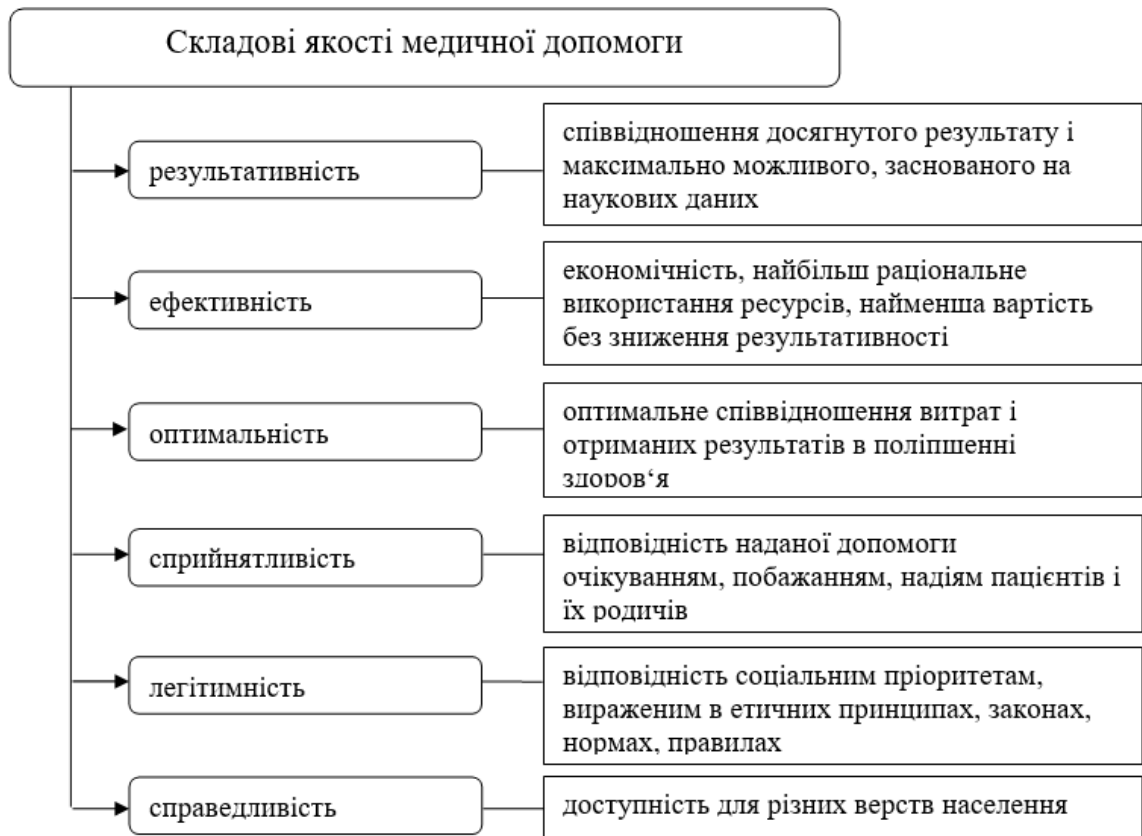 Складові якості медичної допомоги
результативність
співвідношення досягнутого результату і
максимально можливого, заснованого на
наукових даних
ефективність
економічність, найбільш раціональне
використання ресурсів, найменша вартість
без зниження результативності
оптимальність
оптимальне співвідношення витрат і
отриманих результатів в поліпшенні
здоров‘я
сприйнятливість
відповідність наданої допомоги
очікуванням, побажанням, надіям пацієнтів і
їх родичів
легітимність
відповідність соціальним пріоритетам,
вираженим в етичних принципах, законах,
нормах, правилах
справедливість
доступність для різних верств населення